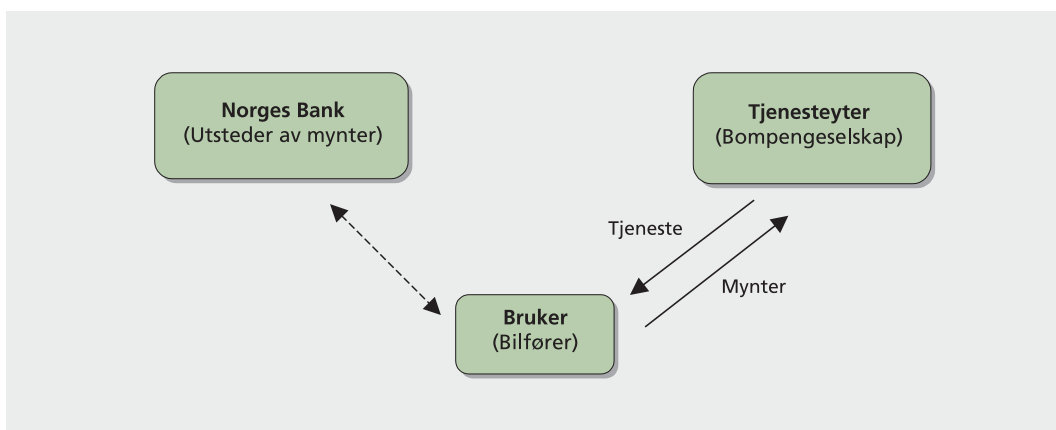 Norges Bank
(Utsteder av mynter)
Tjenesteyter
(Bompengeselskap)
Tjeneste
Mynter
Bruker
(Bilfører)